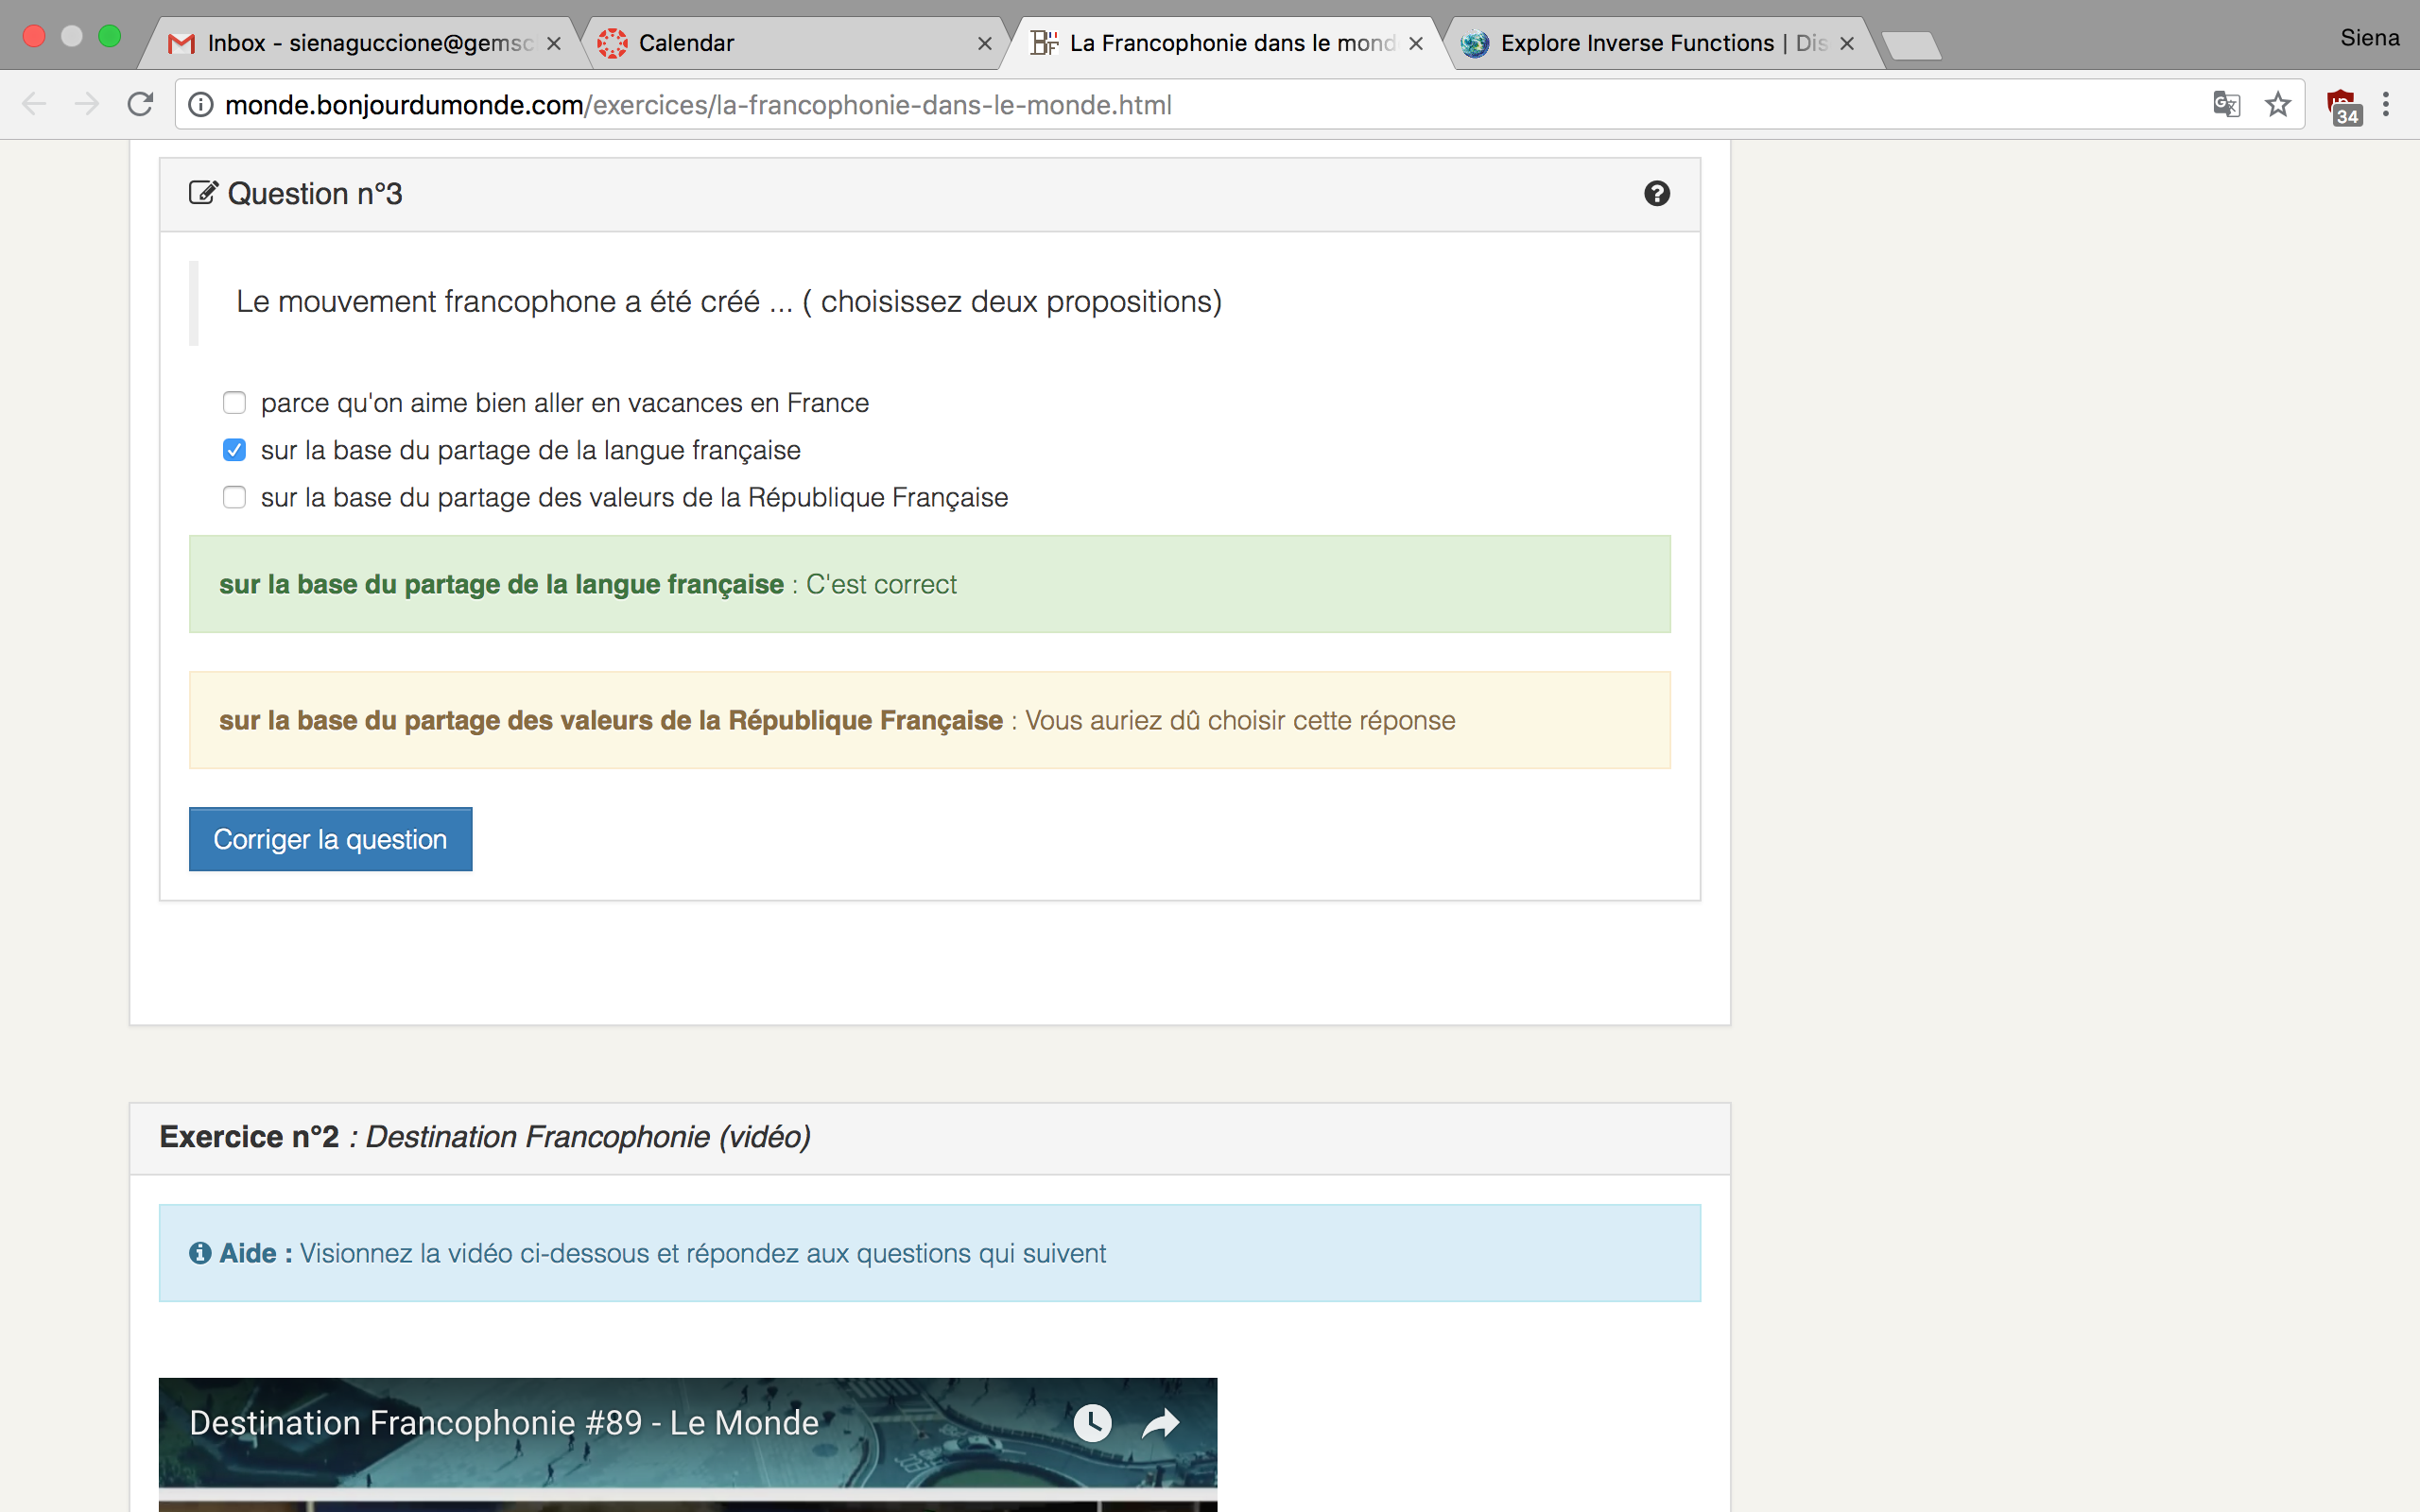 Inbox - sienaguccione@gemsc
Calendar
La Francophonie dans le mond
Explore Inverse Functions | Dis
Siena
monde.bonjourdumonde.com/exercices/la-francophonie-dans-le-monde.html
34
Question n°3
Le mouvement francophone a été créé ... ( choisissez deux propositions)
parce qu'on aime bien aller en vacances en France
sur la base du partage de la langue française
sur la base du partage des valeurs de la République Française
sur la base du partage de la langue française : C'est correct
sur la base du partage des valeurs de la République Française : Vous auriez dû choisir cette réponse
Corriger la question
Exercice n°2 : Destination Francophonie (vidéo)
Aide : Visionnez la vidéo ci-dessous et répondez aux questions qui suivent
Destination Francophonie #89 - Le Monde